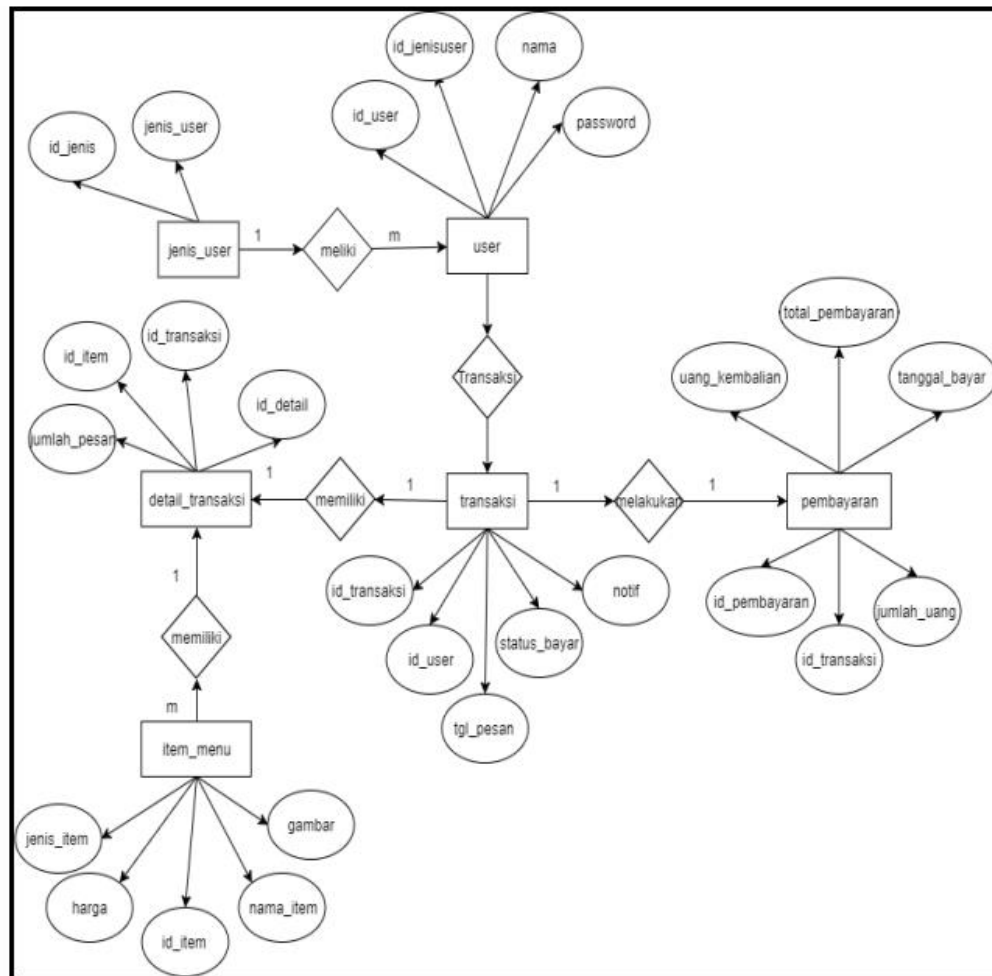 id_jenisuser
nama
id_user
password
id_jenis
jenis_user
jenis_user
1
meliki
m
user
Transaksi
id_item
id_transaksi
id_detail
jumlah_pesan
detail_transaksi
1
memiliki
1
transaksi
1
melakukan
1
pembayaran
uang_kembalian
total_pembayaran
tanggal_bayar
id_transaksi
id_user
tgl_pesan
status_bayar
notif
id_pembayaran
id_transaksi
jumlah_uang
1
memiliki
m
item_menu
jenis_item
harga
id_item
nama_item
gambar